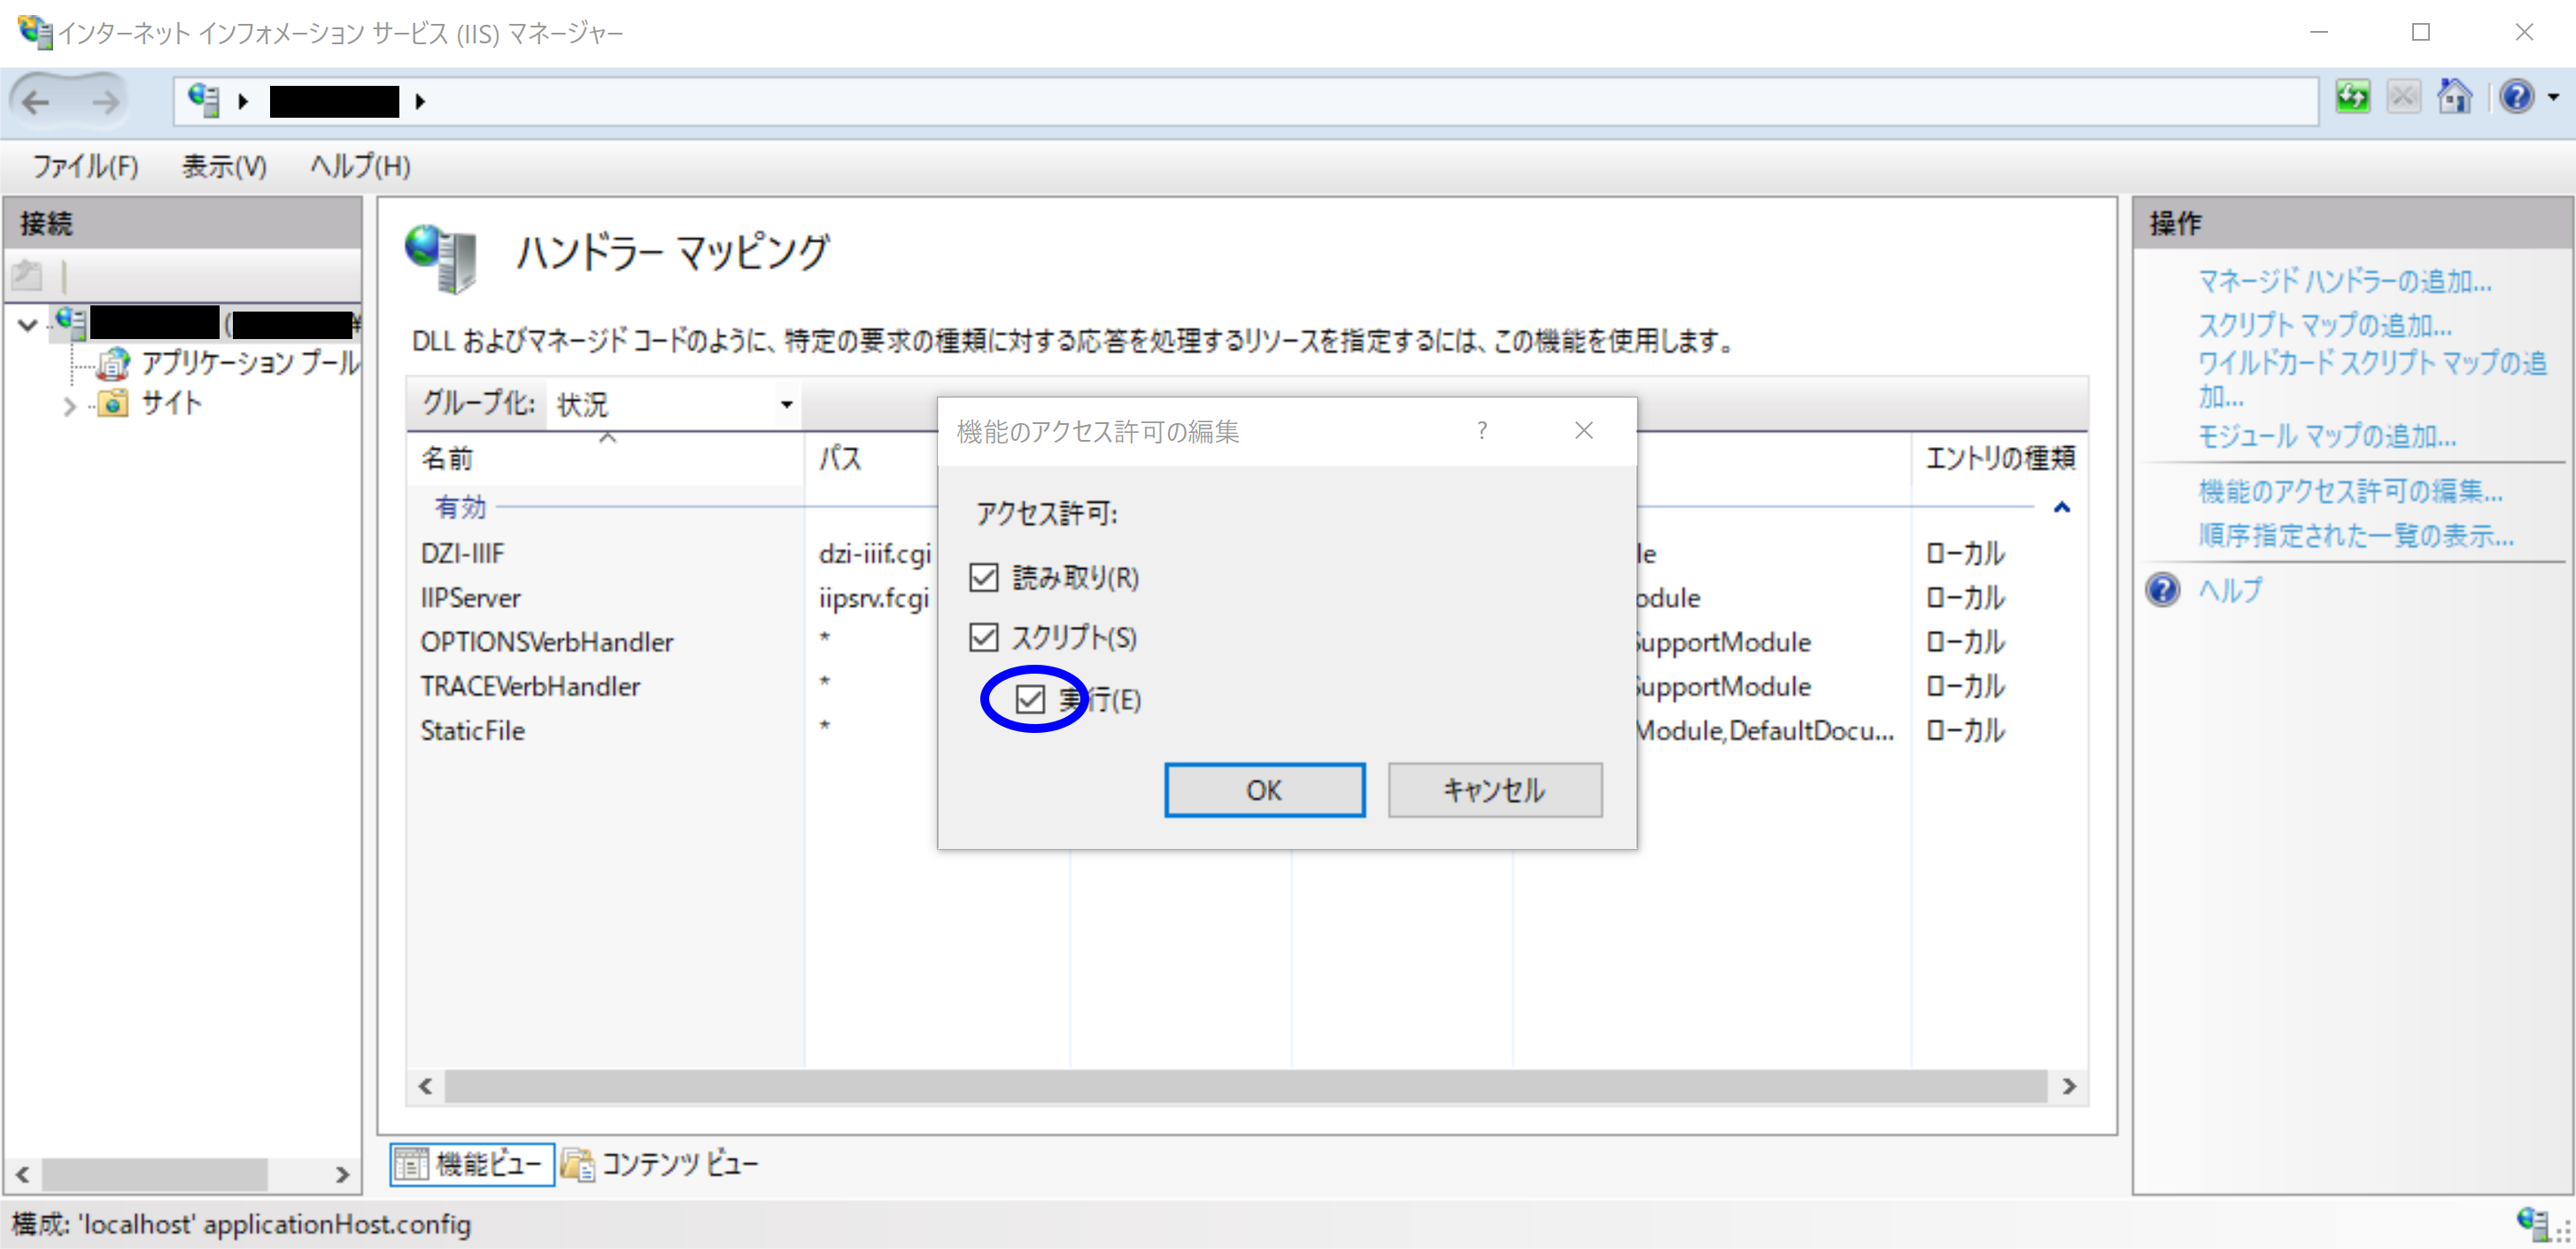 インターネット インフォメーション サービス (IIS) マネージャー
ファイル(F) 表示(V) ヘルプ(H)
接続
(
アプリケーション プール
サイト
ハンドラー マッピング
DLL およびマネージド コードのように、特定の要求の種類に対する応答を処理するリソースを指定するには、この機能を使用します。
グループ化: 状況
名前 パス エントリの種類
有効
DZI-IIIF dzi-iiif.cgi le ローカル
IIPServer iipsrv.fcgi odule ローカル
OPTIONSVerbHandler * SupportModule ローカル
TRACEVerbHandler * SupportModule ローカル
StaticFile * Module,DefaultDocu... ローカル
機能のアクセス許可の編集 ?
アクセス許可:
読み取り(R)
スクリプト(S)
実行(E)
OK キャンセル
機能ビュー コンテンツ ビュー
操作
マネージド ハンドラーの追加...
スクリプト マップの追加...
ワイルドカード スクリプト マップの追
加...
モジュール マップの追加...
機能のアクセス許可の編集...
順序指定された一覧の表示...
ヘルプ
構成: 'localhost' applicationHost.config